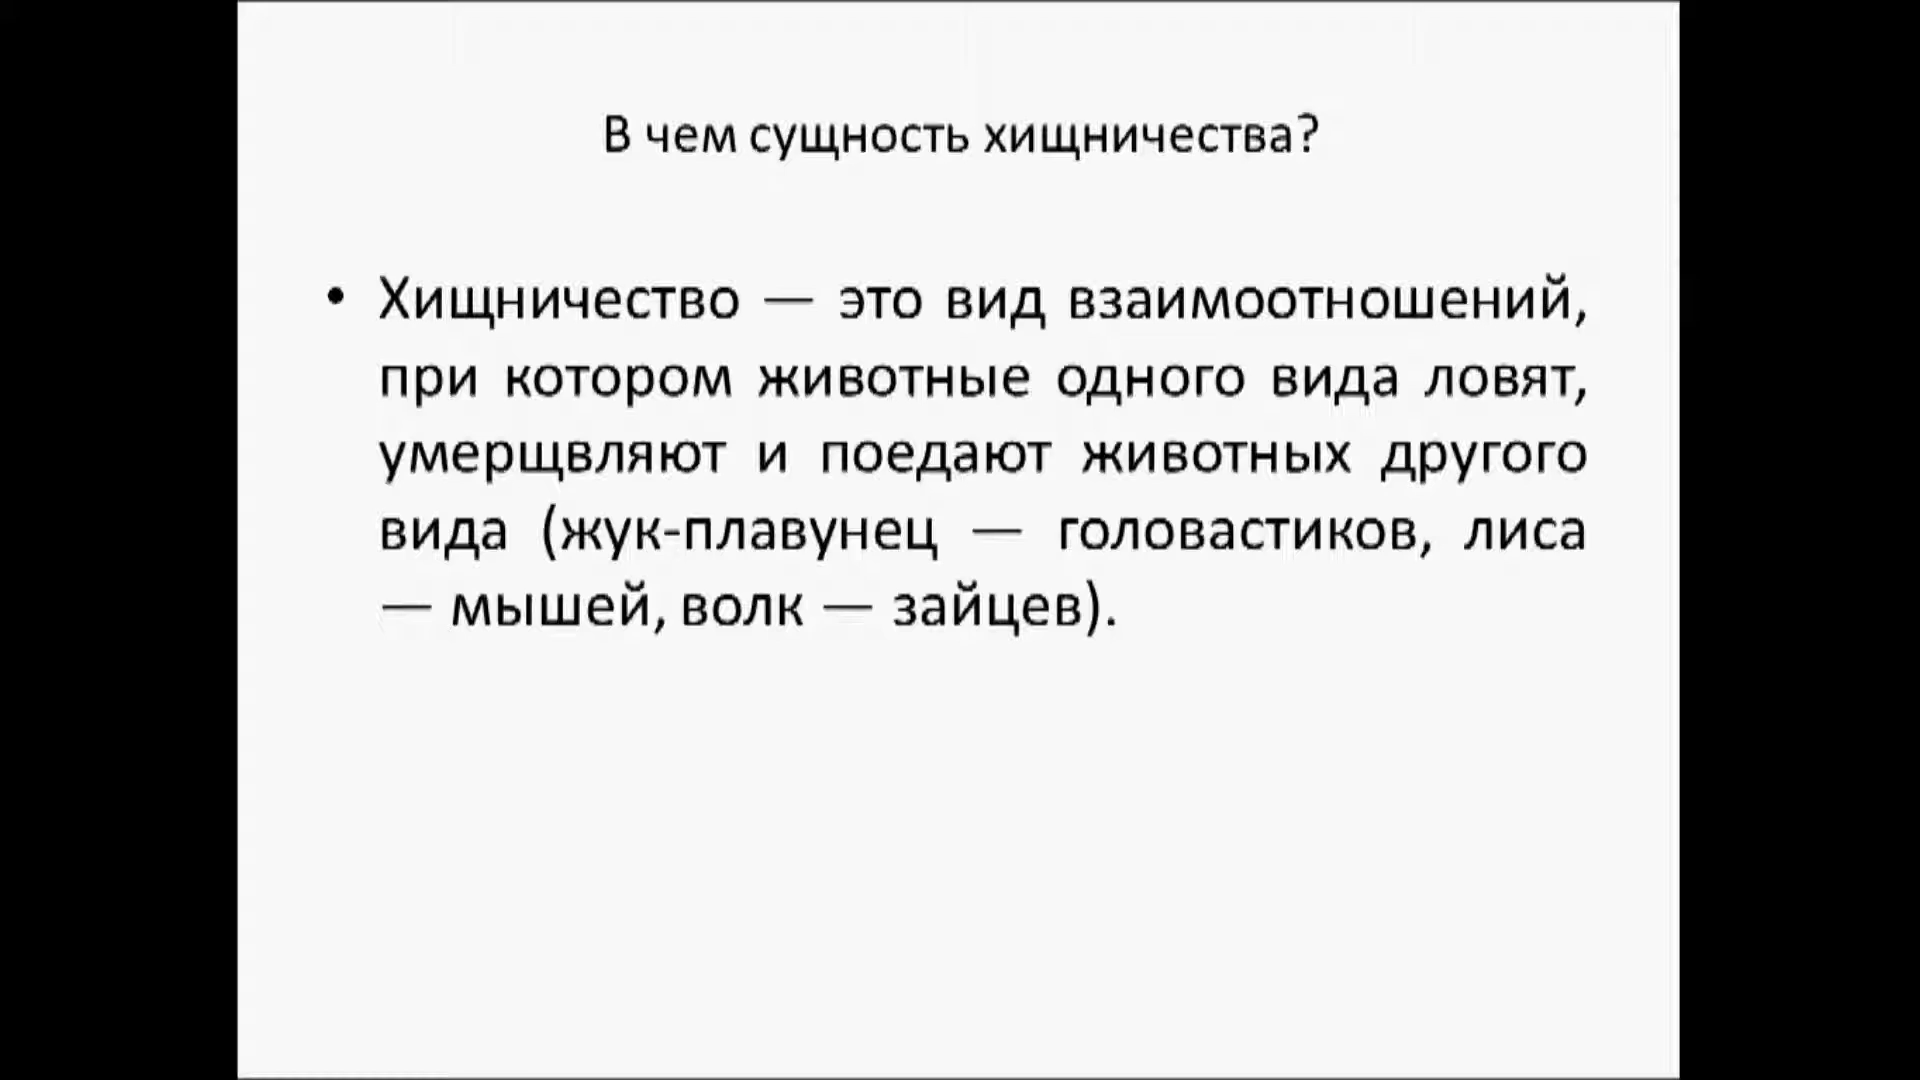 В чем сущность хищничества?
• Хищничество — это вид взаимоотношений,
при котором животные одного вида ловят,
умерщвляют и поедают животных другого
вида (жук-плавунец — головастиков, лиса
— мышей, волк — зайцев).